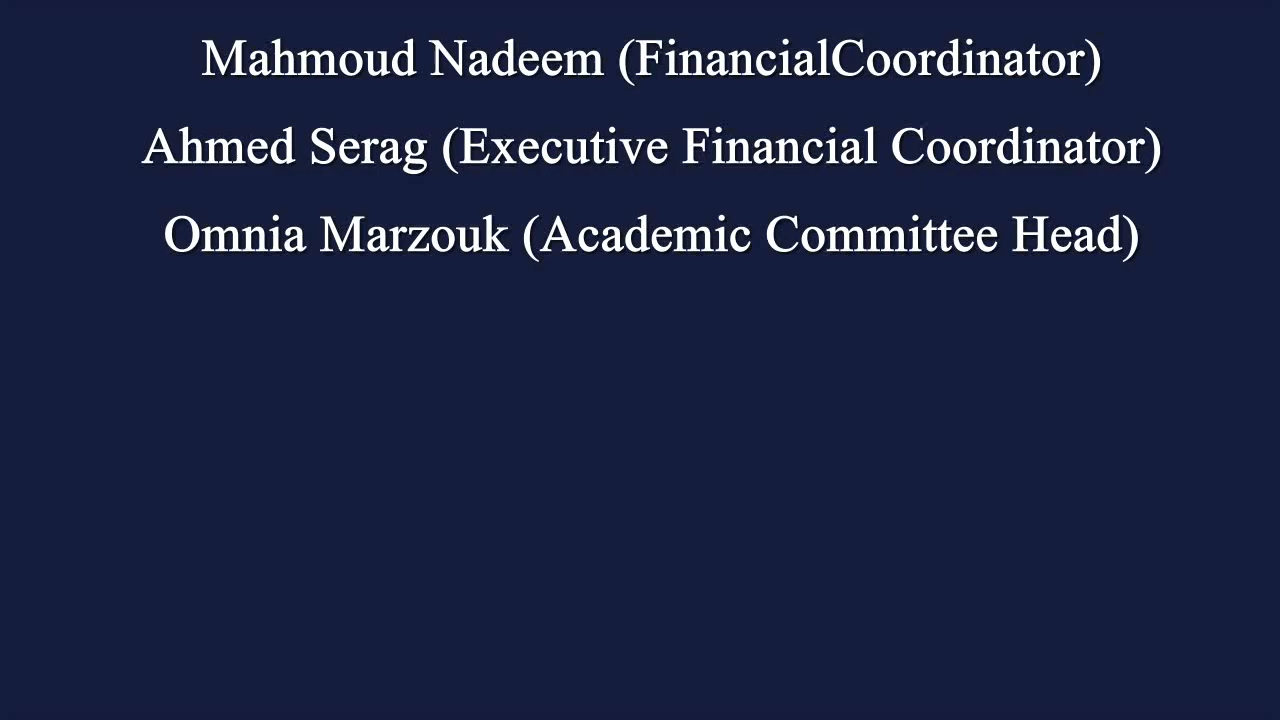 Mahmoud Nadeem (FinancialCoordinator)
Ahmed Serag (Executive Financial Coordinator)
Omnia Marzouk (Academic Committee Head)